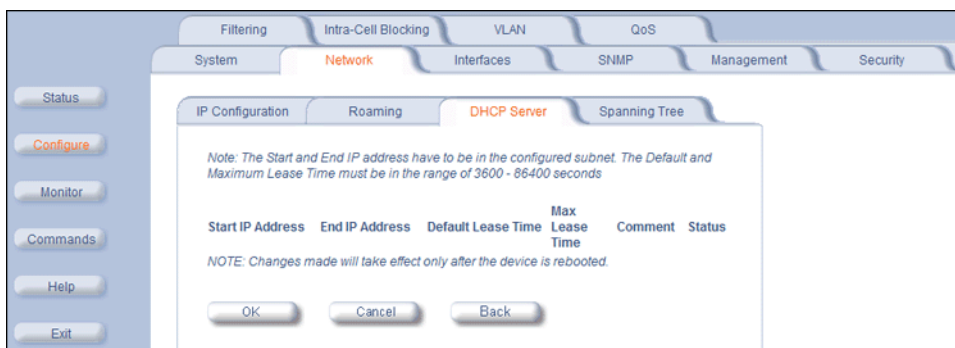 Filtering Intra-Cell Blocking VLAN QoS
System Network Interfaces SNMP Management Security
Status
Configure
Monitor
Commands
Help
Exit
IP Configuration Roaming DHCP Server Spanning Tree
Note: The Start and End IP address have to be in the configured subnet. The Default and
Maximum Lease Time must be in the range of 3600 - 86400 seconds
Start IP Address End IP Address Default Lease Time Max Lease Time Comment Status
NOTE: Changes made will take effect only after the device is rebooted.
OK Cancel Back